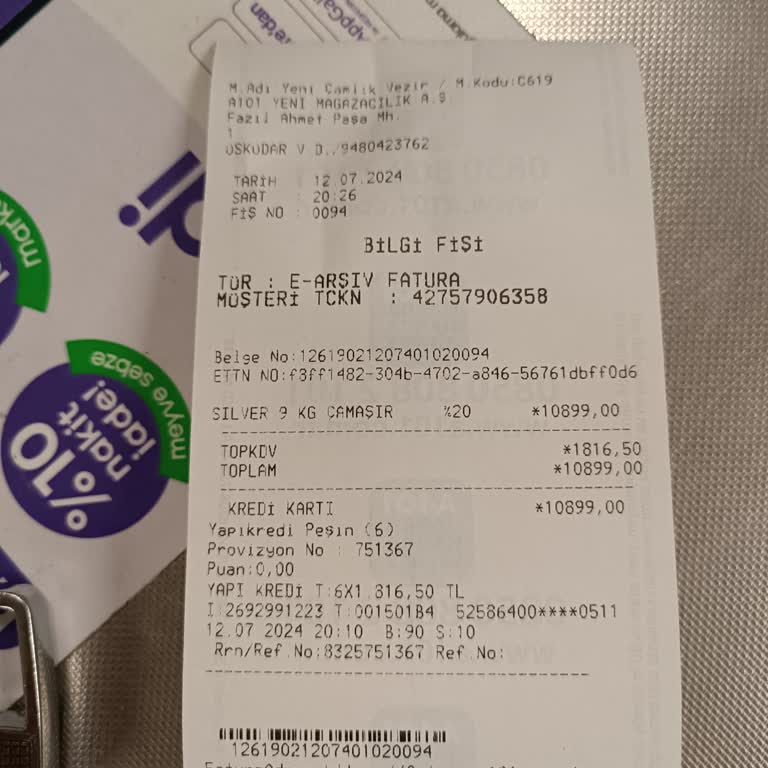 AppGal
M.Adı Yeni Çamlık Vezir / M.Kodu:C619
A101 YENİ MAĞAZACILIK A.Ş
Fazıl Ahmet Paşa Mh.
1
ÜSKÜDAR V.D./9480423762
TARİH : 12.07.2024
SAAT : 20:26
FİŞ NO : 0094
BİLGİ FİŞİ
TÜR : E-ARŞİV FATURA
MÜŞTERİ TCKN : 42757906358
Belge No:12619021207401020094
ETTN NO:f3ff1482-304b-4702-a846-56761dbff0d6
SILVER 9 KG ÇAMAŞIR %20 *10899,00
TOPKDV *1816,50
TOPLAM *10899,00
KREDİ KARTI *10899,00
Yapıkredi Peşin (6)
Provizyon No : 751367
Puan:0,00
YAPI KREDİ T:6X1.816,50 TL
I:2692991223 T:001501B4 52586400****0511
12.07.2024 20:10 B:90 S:10
Rrn/Ref.No:8325751367 Ref.No:
12619021207401020094
meyve sebze
%10
nakit
iade!